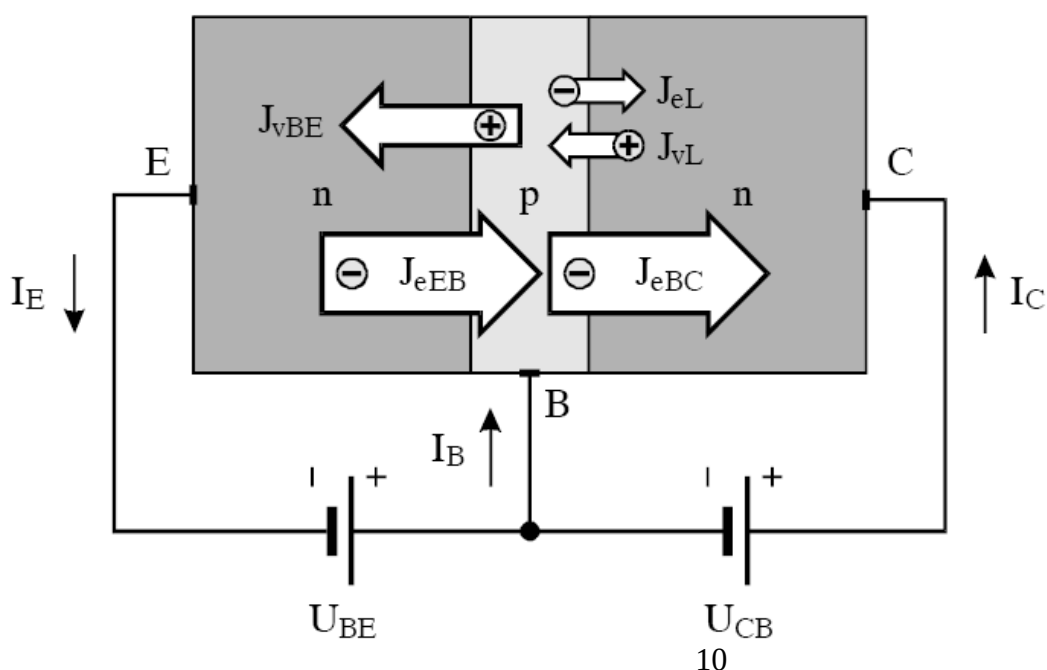 J_eL
J_vBE
J_vL
E
C
n
p
n
J_eEB
J_eBC
I_E
I_C
B
I_B
- +
- +
U_BE
U_CB
10